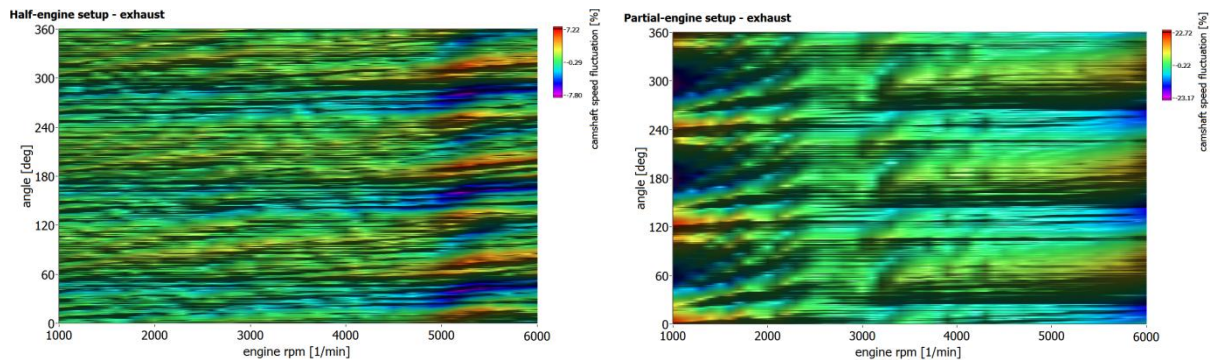 Half-engine setup - exhaust
360
300
240
180
120
60
0
angle [deg]
1000 2000 3000 4000 5000 6000
engine rpm [1/min]
7.22
-0.29
-7.80
camshaft speed fluctuation [%]
Partial-engine setup - exhaust
360
300
240
180
120
60
0
angle [deg]
1000 2000 3000 4000 5000 6000
engine rpm [1/min]
22.72
-0.22
-23.17
camshaft speed fluctuation [%]